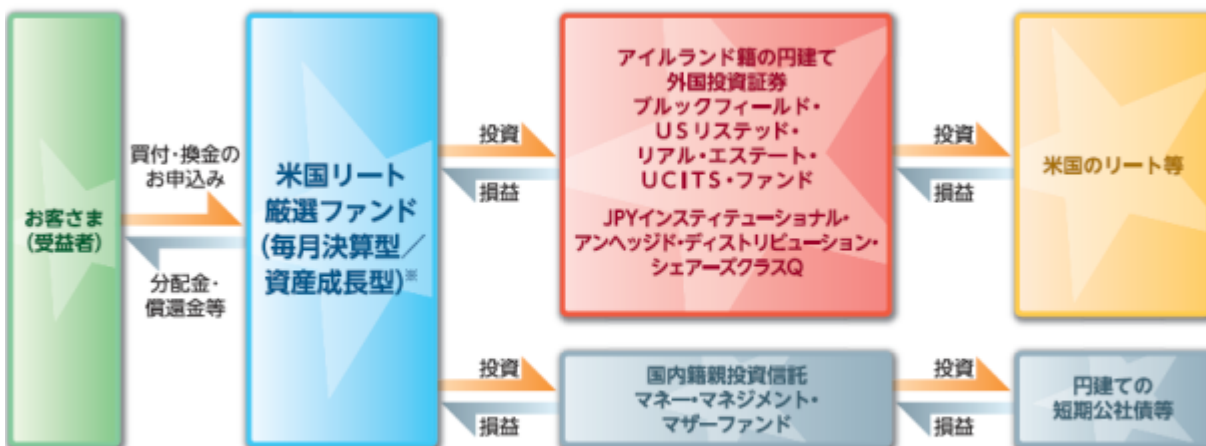 お客さま
(受益者)
買付・換金の
お申込み
分配金・
償還金等
米国リート
厳選ファンド
(毎月決算型／
資産成長型)※
投資
損益
アイルランド籍の円建て
外国投資証券
ブルックフィールド・
ＵＳリステッド・
リアル・エステート・
ＵＣＩＴＳ・ファンド
JPYインスティテューショナル・
アンヘッジド・ディストリビューション・
シェアーズクラスQ
投資
損益
米国のリート等
投資
損益
国内籍親投資信託
マネー・マネジメント・
マザーファンド
投資
損益
円建ての
短期公社債等